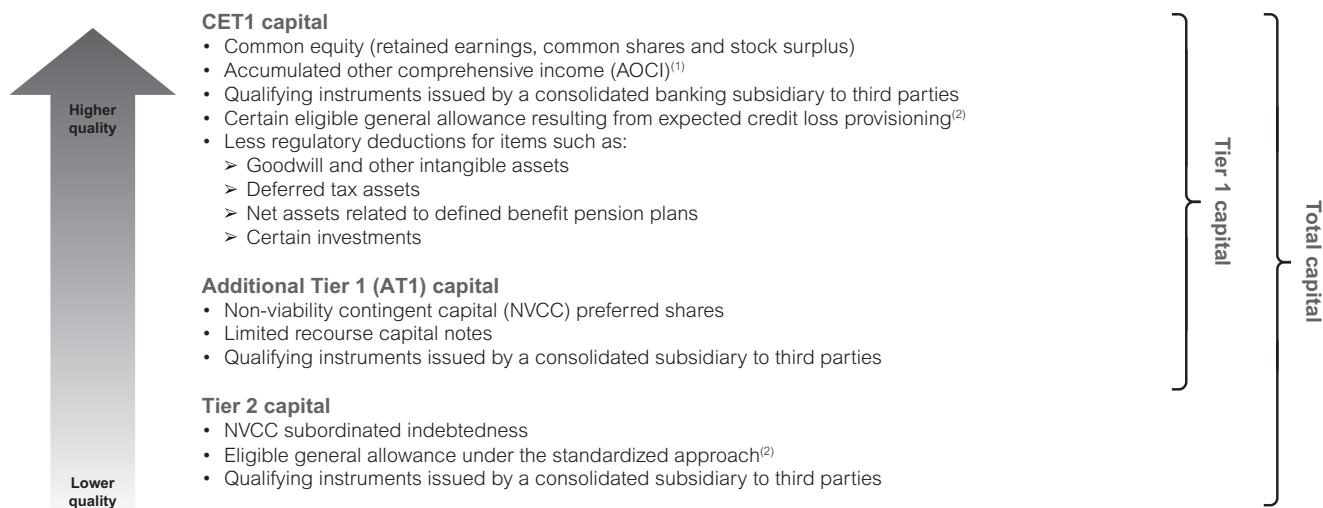 CET1 capital
• Common equity (retained earnings, common shares and stock surplus)
• Accumulated other comprehensive income (AOCI)(1)
• Qualifying instruments issued by a consolidated banking subsidiary to third parties
• Certain eligible general allowance resulting from expected credit loss provisioning(2)
• Less regulatory deductions for items such as:
➢ Goodwill and other intangible assets
➢ Deferred tax assets
➢ Net assets related to defined benefit pension plans
➢ Certain investments
Additional Tier 1 (AT1) capital
• Non-viability contingent capital (NVCC) preferred shares
• Limited recourse capital notes
• Qualifying instruments issued by a consolidated subsidiary to third parties
Tier 2 capital
• NVCC subordinated indebtedness
• Eligible general allowance under the standardized approach(2)
• Qualifying instruments issued by a consolidated subsidiary to third parties
Higher
quality
Lower
quality
Tier 1 capital
Total capital